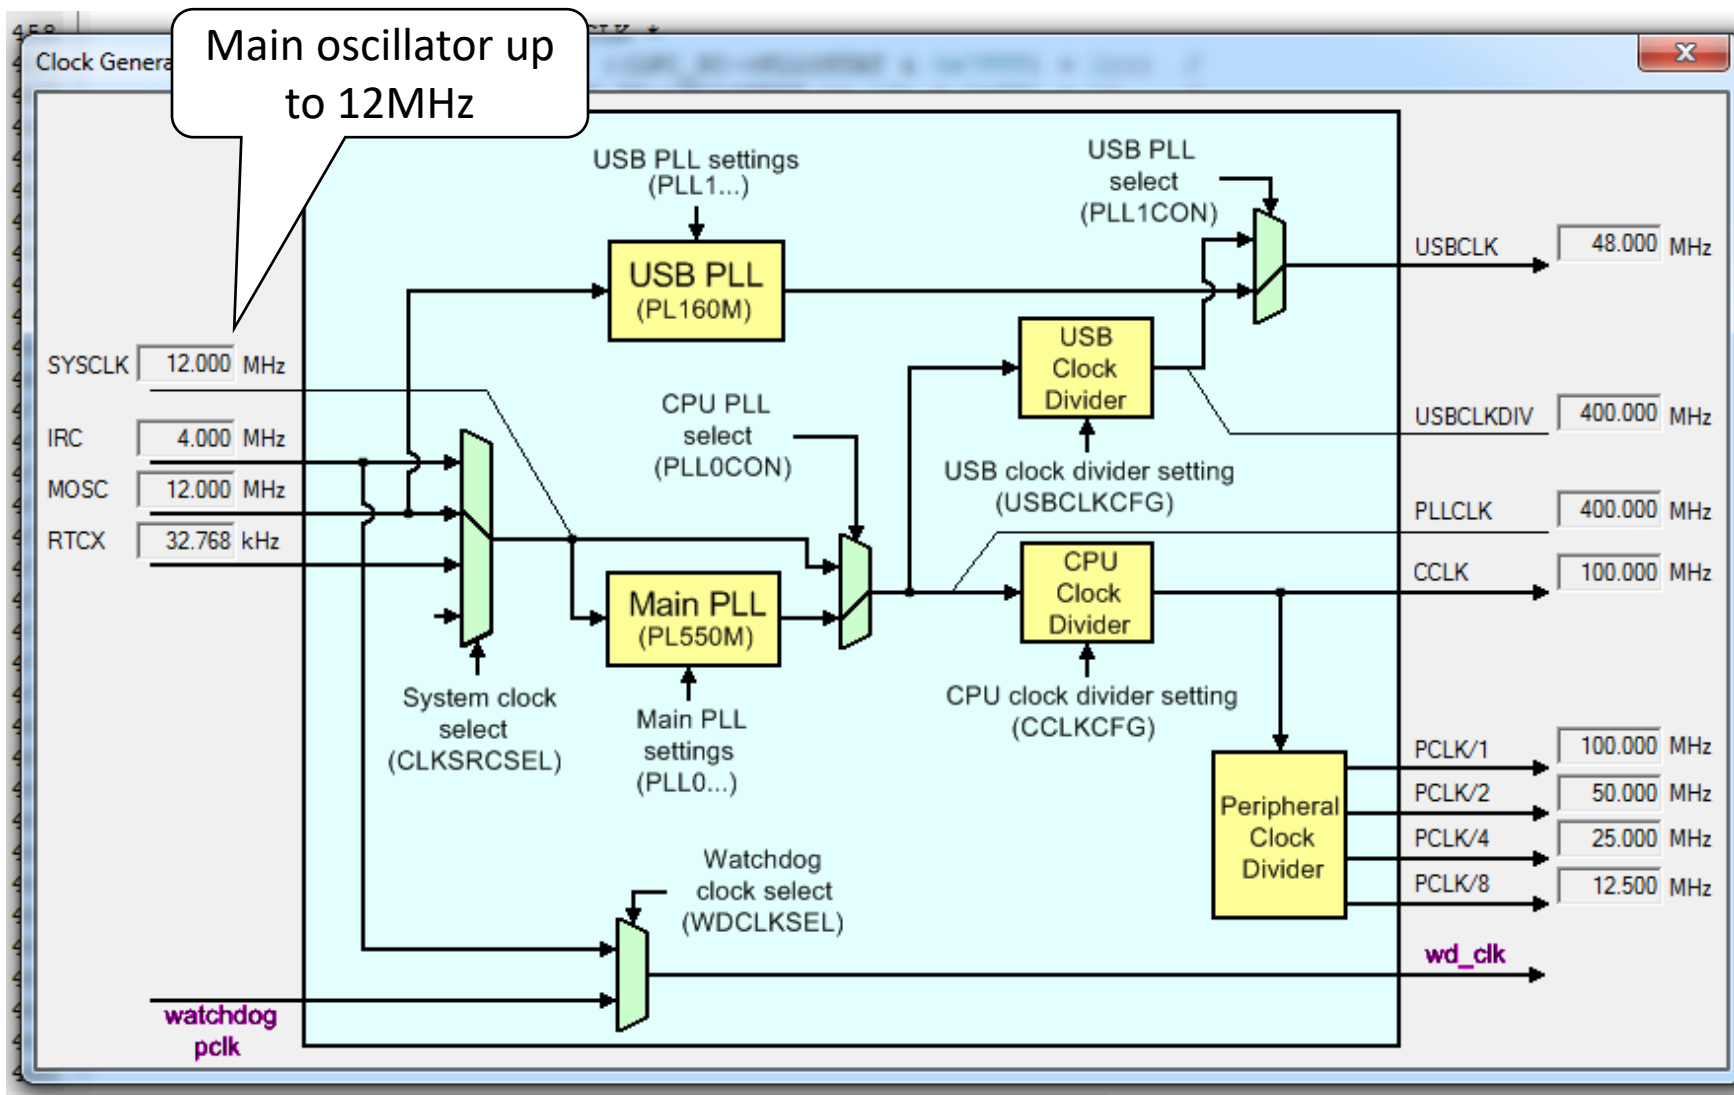 Main oscillator up
to 12MHz
Clock Genera
USB PLL settings
(PLL1...)
USB PLL
select
(PLL1CON)
USB PLL
(PL160M)
USBCLK 48.000 MHz
SYSCLK 12.000 MHz
IRC 4.000 MHz
MOSC 12.000 MHz
RTCX 32.768 kHz
CPU PLL
select
(PLL0CON)
USB
Clock
Divider
USB clock divider setting
(USBCLKCFG)
USBCLKDIV 400.000 MHz
PLLCLK 400.000 MHz
CCLK 100.000 MHz
Main PLL
(PL550M)
CPU
Clock
Divider
System clock
select
(CLKSRCSEL)
Main PLL
settings
(PLL0...)
CPU clock divider setting
(CCLKCFG)
Peripheral
Clock
Divider
PCLK/1 100.000 MHz
PCLK/2 50.000 MHz
PCLK/4 25.000 MHz
PCLK/8 12.500 MHz
Watchdog
clock select
(WDCLKSEL)
wd_clk
watchdog
pclk